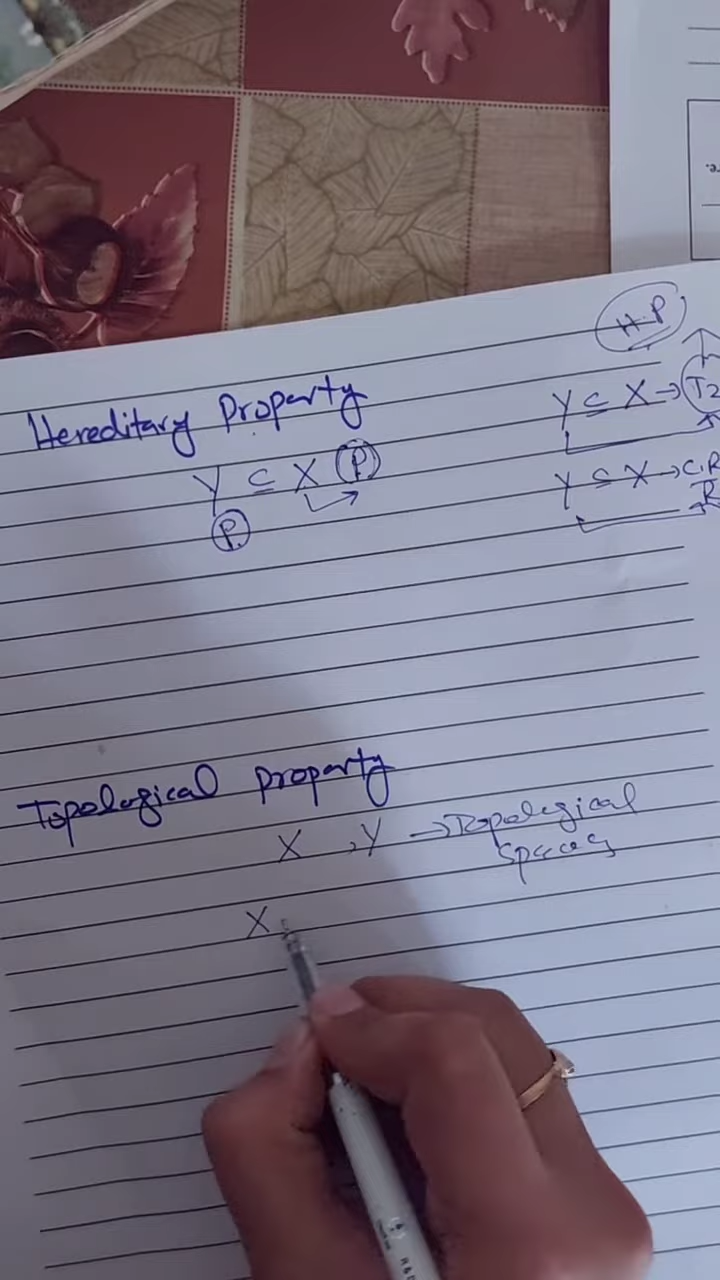 H.P
Hereditary Property
Y ⊆ X → T2
Y ⊆ X P
Y ⊆ X → C.R
R
P.
Topological property
X , Y → Topological
Spaces
X